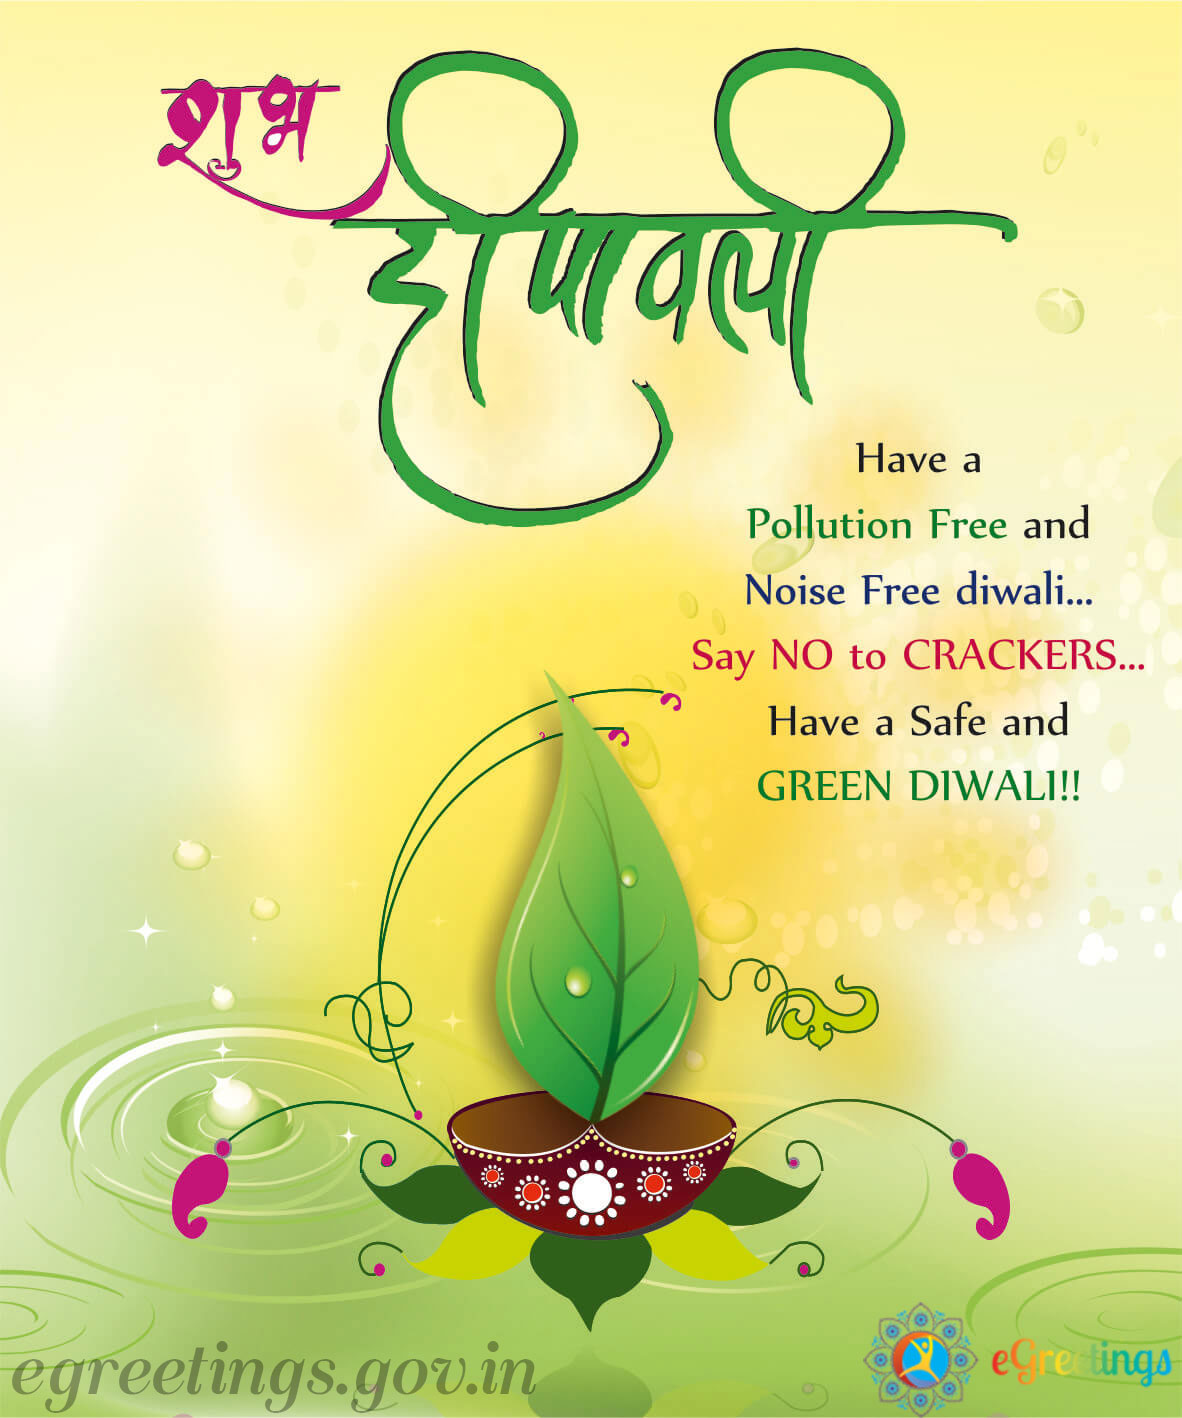 शुभ
दीपावली
Have a
Pollution Free and
Noise Free diwali...
Say NO to CRACKERS...
Have a Safe and
GREEN DIWALI!!
egreetings.gov.in
eGreetings